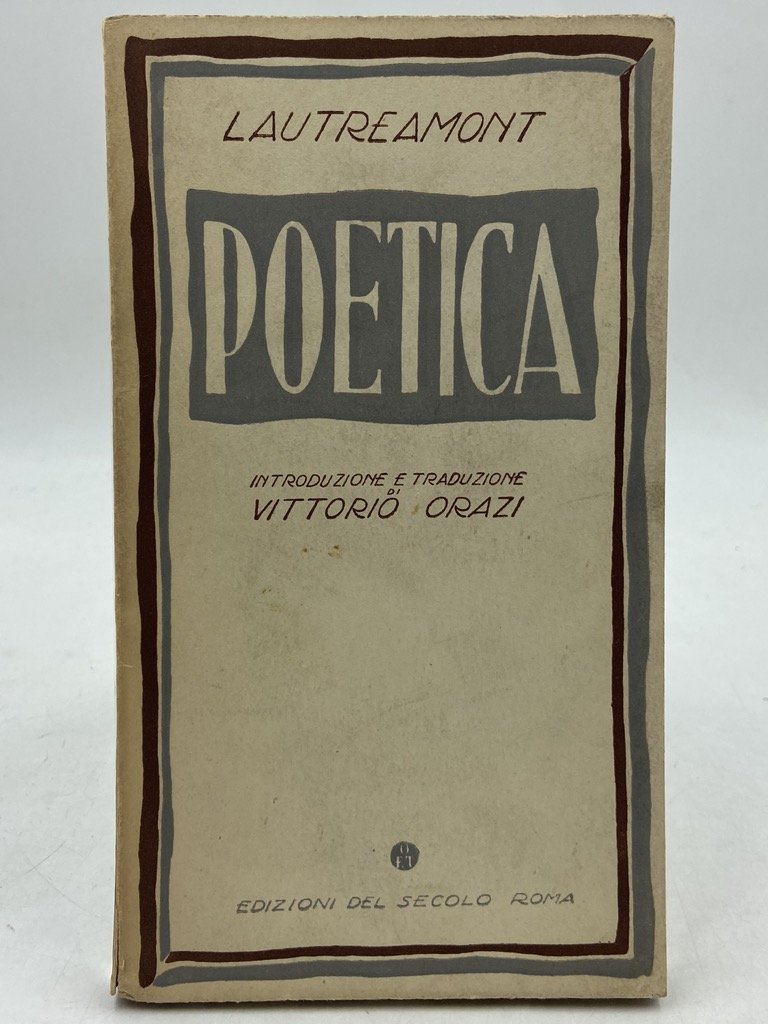 LAUTREAMONT
POETICA
INTRODUZIONE E TRADUZIONE
DI
VITTORIO ORAZI
EDIZIONI DEL SECOLO ROMA